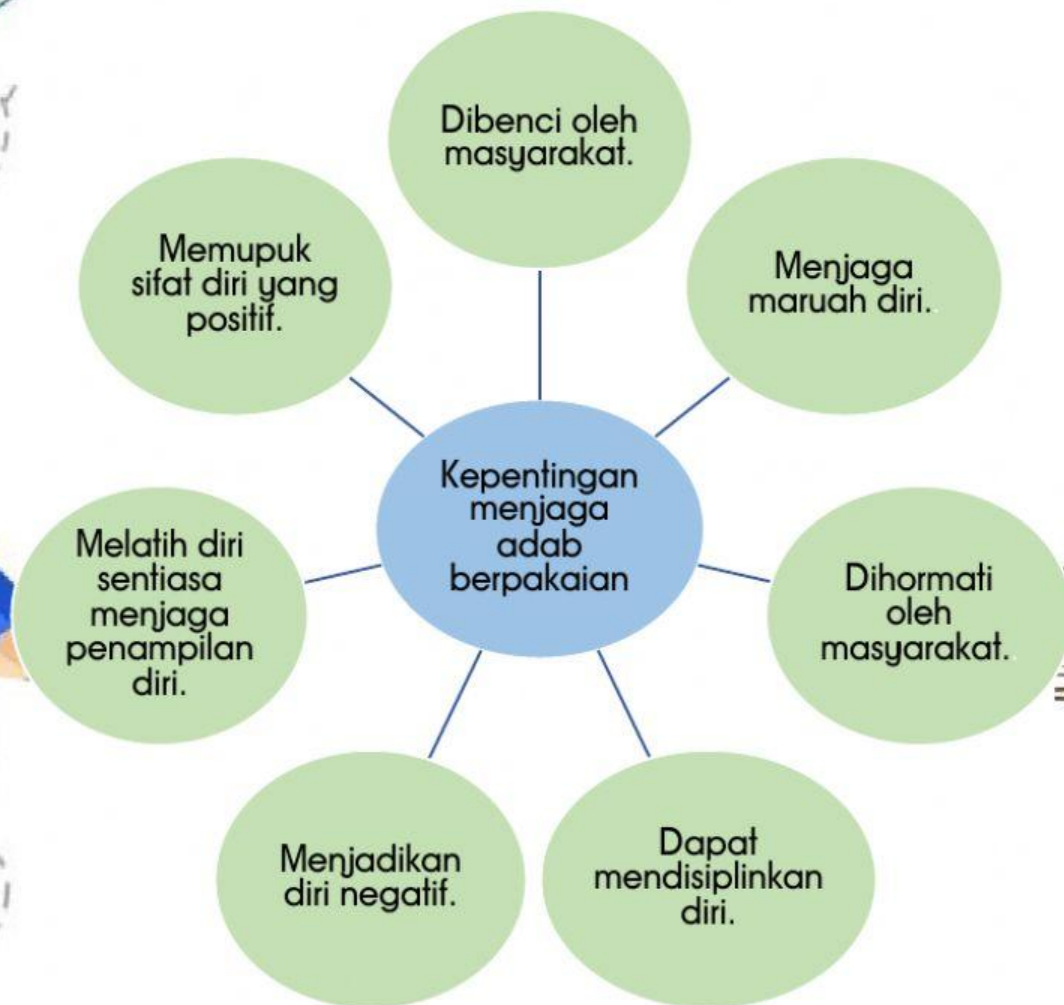 Dibenci oleh
masyarakat.
Memupuk
sifat diri yang
positif.
Menjaga
maruah diri.
Kepentingan
menjaga
adab
berpakaian
Melatih diri
sentiasa
menjaga
penampilan
diri.
Dihormati
oleh
masyarakat.
Menjadikan
diri negatif.
Dapat
mendisiplinkan
diri.